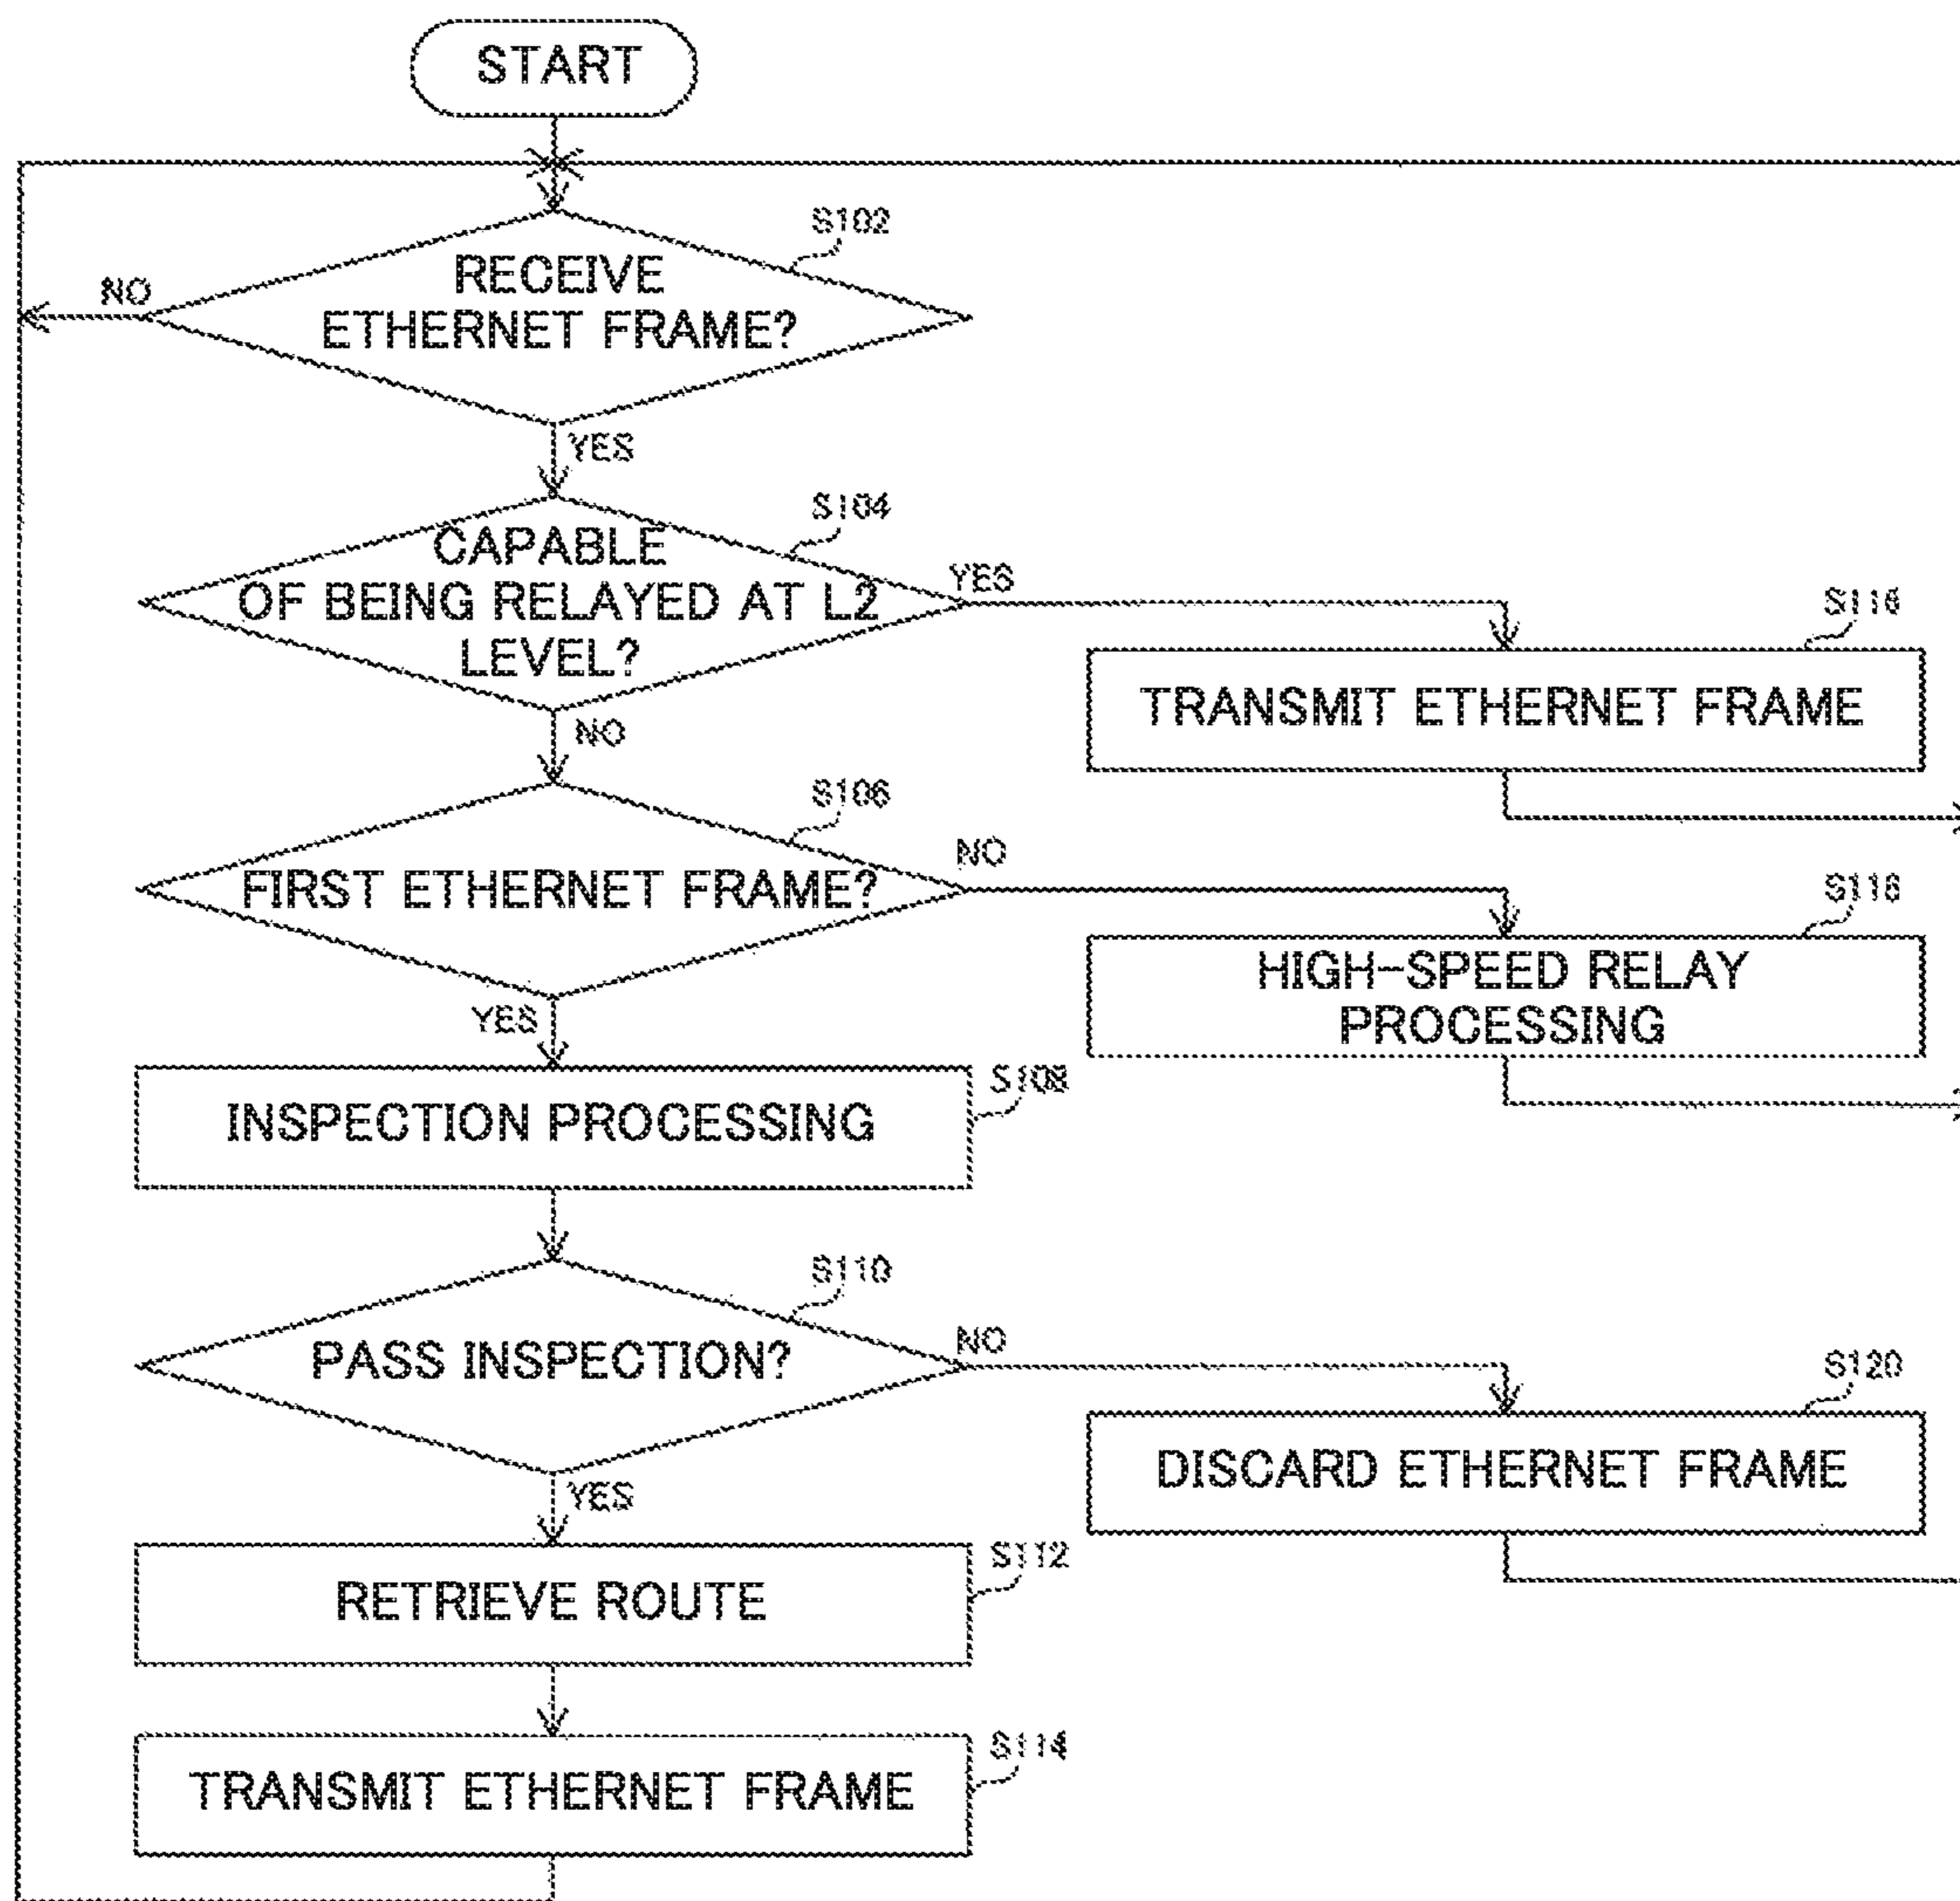 START
S102
RECEIVE
ETHERNET FRAME?
NO
YES
S104
CAPABLE
OF BEING RELAYED AT L2
LEVEL?
YES
NO
S116
TRANSMIT ETHERNET FRAME
S106
FIRST ETHERNET FRAME?
NO
YES
S118
HIGH-SPEED RELAY
PROCESSING
S108
INSPECTION PROCESSING
S110
PASS INSPECTION?
NO
YES
S120
DISCARD ETHERNET FRAME
S112
RETRIEVE ROUTE
S114
TRANSMIT ETHERNET FRAME